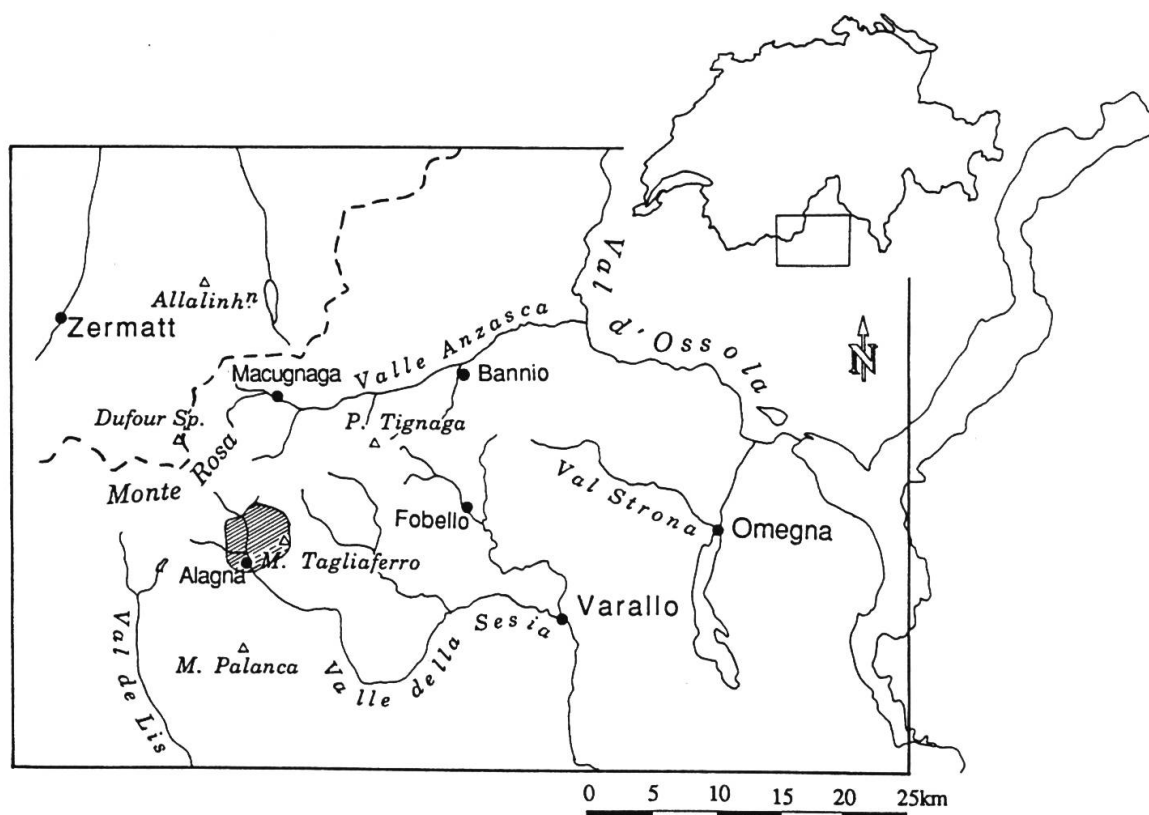 Allalinhⁿ.
Zermatt
Val d'Ossola
N
Valle Anzasca
Macugnaga
Bannio
Dufour Sp.
P. Tignaga
Monte Rosa
Val Strona
Fobello
Omegna
M. Tagliaferro
Alagna
Sesia
Varallo
M. Palanca
Valle della
Val de Lis
0 5 10 15 20 25km